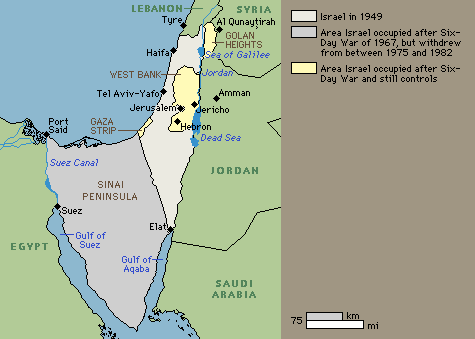 LEBANON
SYRIA
Tyre
Al Qunayṭirah
GOLAN
HEIGHTS
Haifa
Sea of Galilee
WEST BANK
Jordan
Tel Aviv-Yafo
Amman
Jerusalem
Jericho
GAZA
STRIP
Hebron
Port
Said
Dead Sea
Suez Canal
SINAI
PENINSULA
JORDAN
Suez
Elat
EGYPT
Gulf of
Suez
Gulf of
Aqaba
SAUDI
ARABIA
Israel in 1949
Area Israel occupied after Six-
Day War of 1967, but withdrew
from between 1975 and 1982
Area Israel occupied after Six-
Day War and still controls
75
km
mi